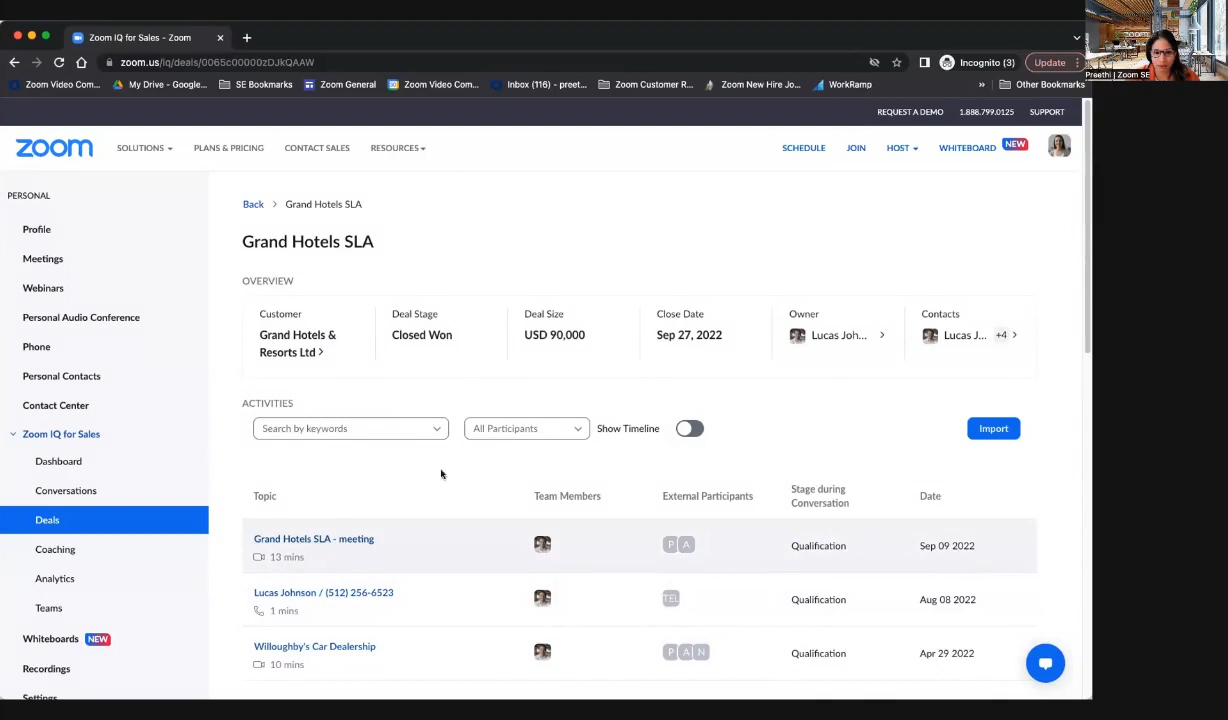 Zoom IQ for Sales - Zoom
zoom.us/iq/deals/0065c00000zDJkQAAW
Incognito (3)
Update
Zoom Video Com...
My Drive - Google...
SE Bookmarks
Zoom General
Zoom Video Com...
Inbox (116) - preet...
Zoom Customer R...
Zoom New Hire Jo...
WorkRamp
»
Other Bookmarks
Preethi | Zoom SE
REQUEST A DEMO
1.888.799.0125
SUPPORT
zoom
SOLUTIONS
PLANS & PRICING
CONTACT SALES
RESOURCES
SCHEDULE
JOIN
HOST
WHITEBOARD
NEW
PERSONAL
Profile
Meetings
Webinars
Personal Audio Conference
Phone
Personal Contacts
Contact Center
Zoom IQ for Sales
Dashboard
Conversations
Deals
Coaching
Analytics
Teams
Whiteboards NEW
Recordings
Settings
Back > Grand Hotels SLA
Grand Hotels SLA
OVERVIEW
Customer
Grand Hotels &
Resorts Ltd >
Deal Stage
Closed Won
Deal Size
USD 90,000
Close Date
Sep 27, 2022
Owner
Lucas Joh... >
Contacts
Lucas J... +4 >
ACTIVITIES
Search by keywords
All Participants
Show Timeline
Import
Topic
Team Members
External Participants
Stage during
Conversation
Date
Grand Hotels SLA - meeting
13 mins
P A
Qualification
Sep 09 2022
Lucas Johnson / (512) 256-6523
1 mins
TEL
Qualification
Aug 08 2022
Willoughby's Car Dealership
10 mins
P A N
Qualification
Apr 29 2022